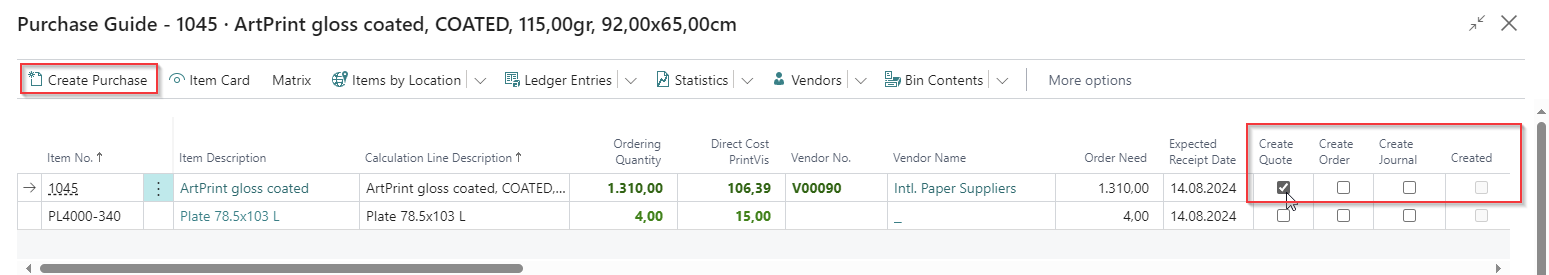 Purchase Guide - 1045 · ArtPrint gloss coated, COATED, 115,00gr, 92,00x65,00cm
Create Purchase Item Card Matrix Items by Location Ledger Entries Statistics Vendors Bin Contents More options
Item No. ↑ Item Description Calculation Line Description ↑ Ordering Quantity Direct Cost PrintVis Vendor No. Vendor Name Order Need Expected Receipt Date Create Quote Create Order Create Journal Created
1045 ArtPrint gloss coated ArtPrint gloss coated, COATED,... 1.310,00 106,39 V00090 Intl. Paper Suppliers 1.310,00 14.08.2024
PL4000-340 Plate 78.5x103 L Plate 78.5x103 L 4,00 15,00 _ 4,00 14.08.2024